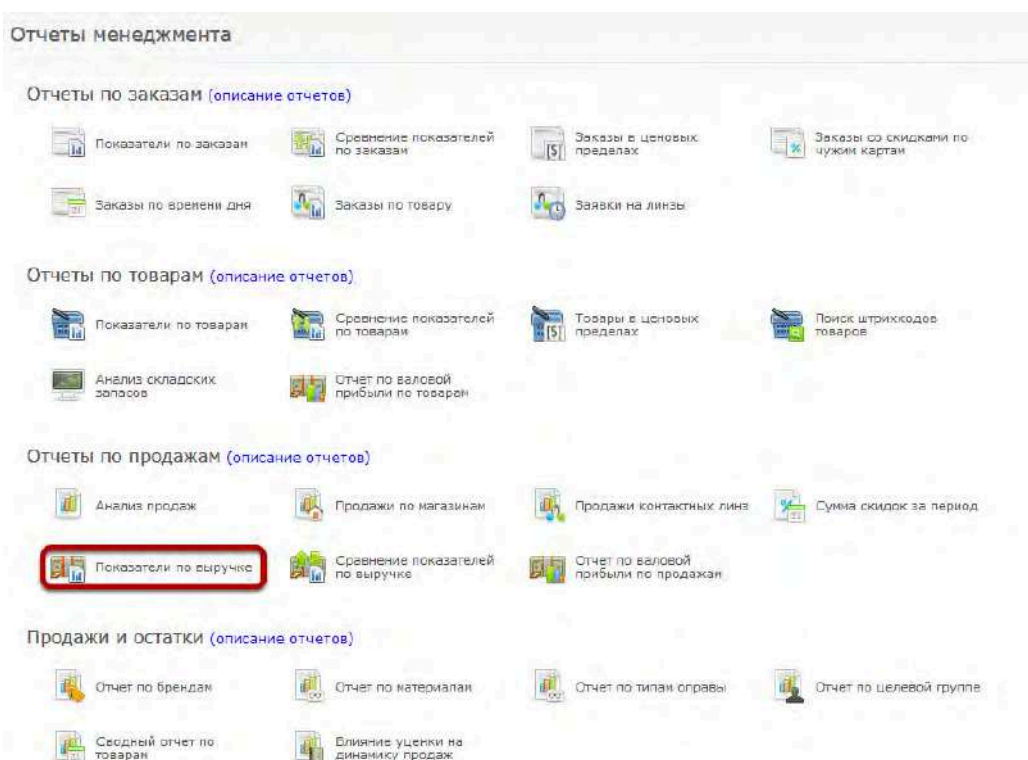 Отчеты менеджмента
Отчеты по заказам (описание отчетов)
Показатели по заказам
Сравнение показателей
по заказам
Заказы в ценовых
пределах
Заказы со скидками по
чужим картам
Заказы по времени дня
Заказы по товару
Заявки на линзы
Отчеты по товарам (описание отчетов)
Показатели по товарам
Сравнение показателей
по товарам
Товары в ценовых
пределах
Поиск штрихкодов
товаров
Анализ складских
запасов
Отчет по валовой
прибыли по товарам
Отчеты по продажам (описание отчетов)
Анализ продаж
Продажи по магазинам
Продажи контактных линз
Сумма скидок за период
Показатели по выручке
Сравнение показателей
по выручке
Отчет по валовой
прибыли по продажам
Продажи и остатки (описание отчетов)
Отчет по брендам
Отчет по материалам
Отчет по типам оправы
Отчет по целевой группе
Сводный отчет по
товарам
Влияние уценки на
динамику продаж